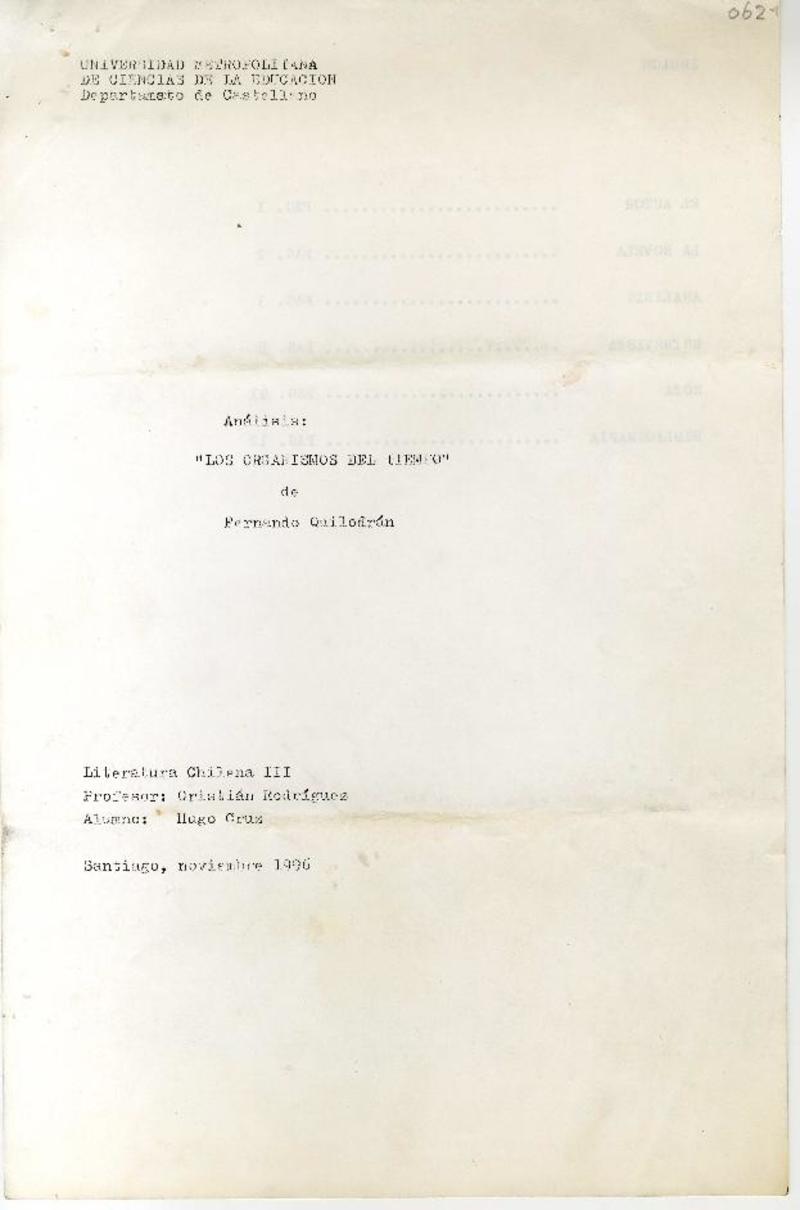 0621
UNIVERSIDAD METROPOLITANA
DE CIENCIAS DE LA EDUCACION
Departamento de Castellano
Análisis:
"LOS ORGANISMOS DEL TIEMPO"
de
Fernando Quilodrán
Literatura Chilena III
Profesor: Cristián Rodríguez
Alumno: Hugo Cruz
Santiago, noviembre 1996